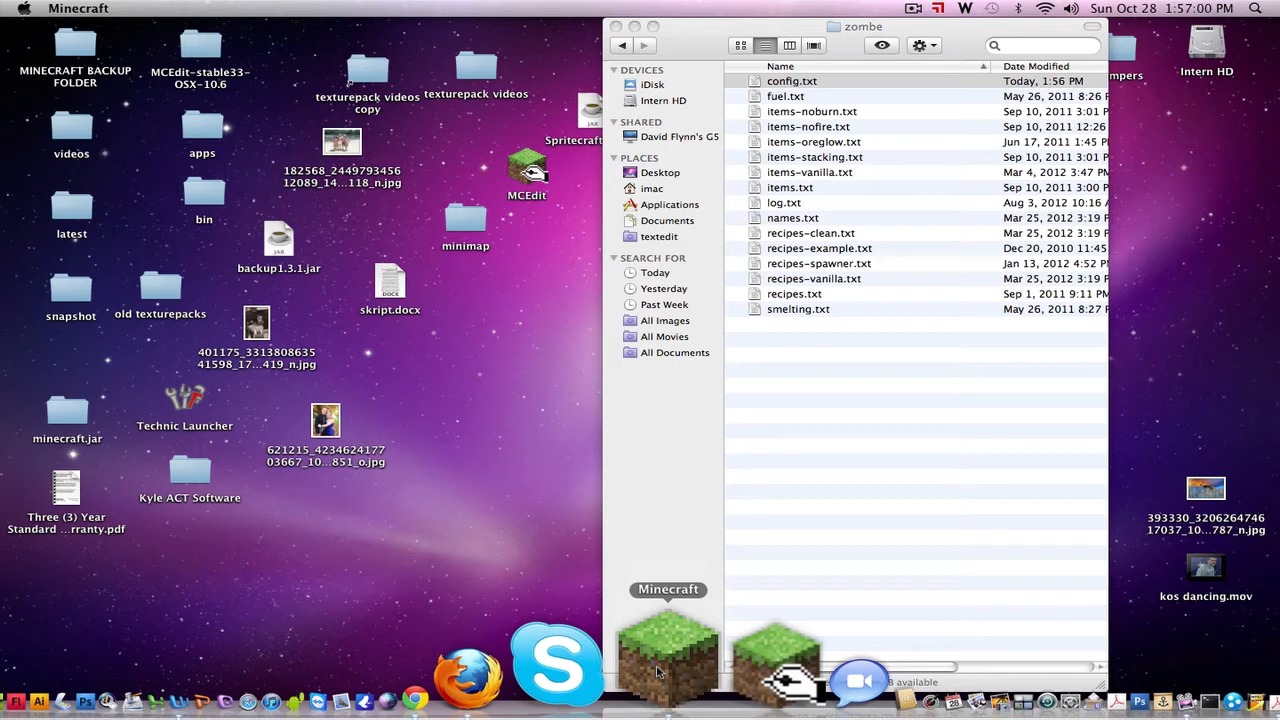 Minecraft
Sun Oct 28 1:57:00 PM
MINECRAFT BACKUP
FOLDER
MCEdit-stable33-
OSX-10.6
texturepack videos
copy
texturepack videos
videos
apps
182568_2449793456
12089_14...118_n.jpg
JAR
Spritecraft
MCEdit
latest
bin
JAR
backup1.3.1.jar
minimap
snapshot
old texturepacks
DOCX
skript.docx
401175_3313808635
41598_17...419_n.jpg
minecraft.jar
Technic Launcher
621215_4234624177
03667_10...851_o.jpg
Three (3) Year
Standard ...rranty.pdf
Kyle ACT Software
zombe
DEVICES
iDisk
Intern HD
SHARED
David Flynn's G5
PLACES
Desktop
imac
Applications
Documents
textedit
SEARCH FOR
Today
Yesterday
Past Week
All Images
All Movies
All Documents
Name
Date Modified
config.txt
Today, 1:56 PM
fuel.txt
May 26, 2011 8:26
items-noburn.txt
Sep 10, 2011 3:01
items-nofire.txt
Sep 10, 2011 12:26
items-oreglow.txt
Jun 17, 2011 1:45
items-stacking.txt
Sep 10, 2011 3:01
items-vanilla.txt
Mar 4, 2012 3:47
items.txt
Sep 10, 2011 3:00
log.txt
Aug 3, 2012 10:16
names.txt
Mar 25, 2012 3:19
recipes-clean.txt
Mar 25, 2012 3:19
recipes-example.txt
Dec 20, 2010 11:45
recipes-spawner.txt
Jan 13, 2012 4:52
recipes-vanilla.txt
Mar 25, 2012 3:19
recipes.txt
Sep 1, 2011 9:11
smelting.txt
May 26, 2011 8:27
available
mpers
Intern HD
393330_3206264746
17037_10...787_n.jpg
kos dancing.mov
Minecraft
Fl
Ai
Ps